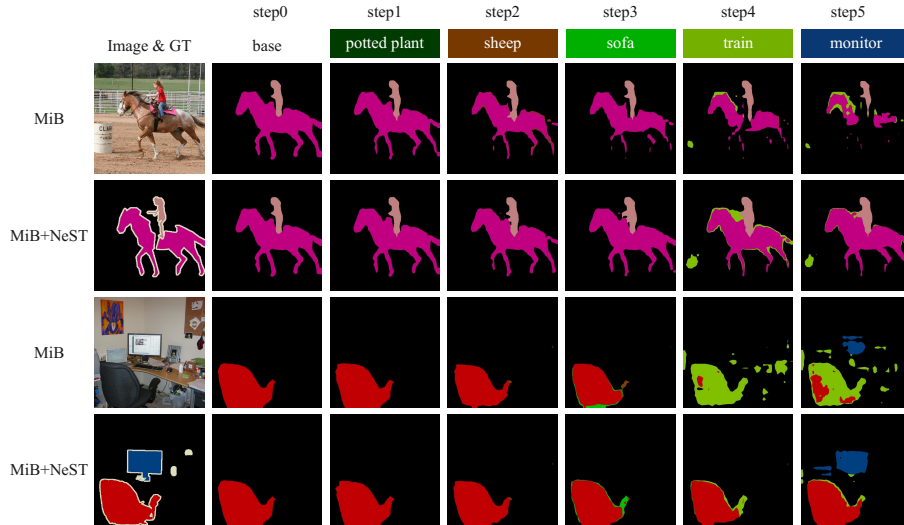 step0 step1 step2 step3 step4 step5
Image & GT base potted plant sheep sofa train monitor
MiB
CLAR
MiB+NeST
MiB
MiB+NeST